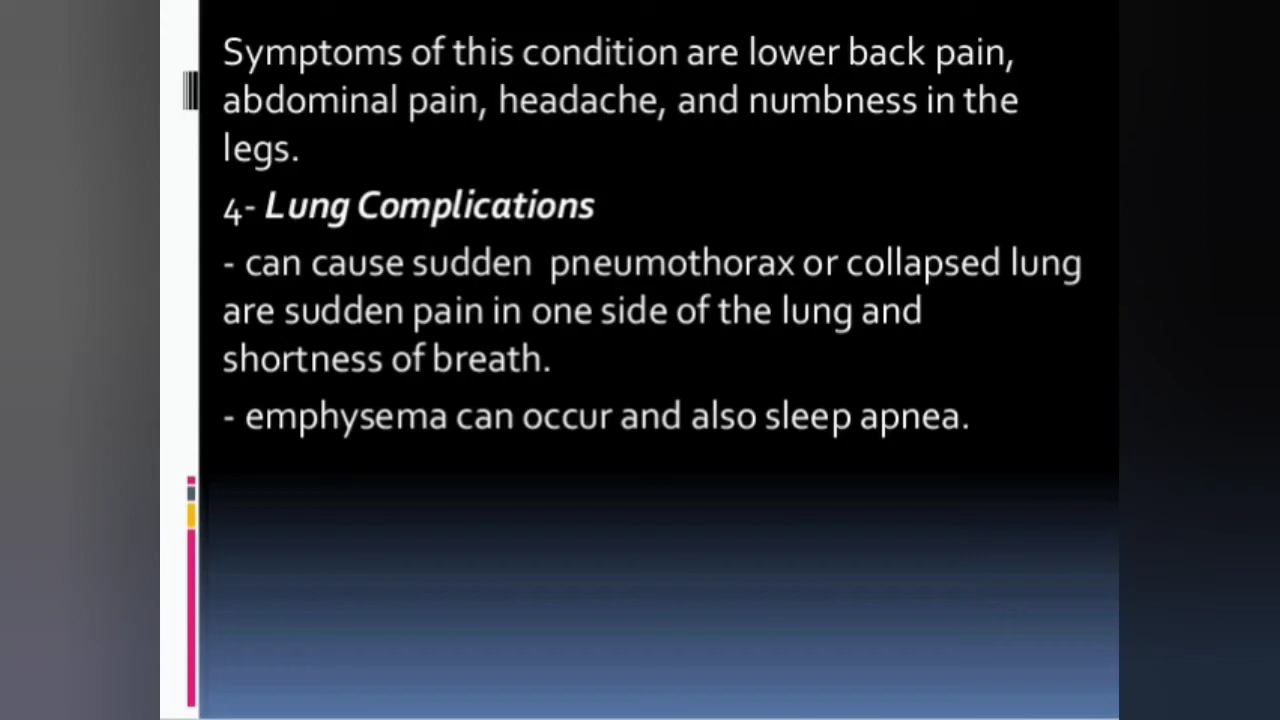 Symptoms of this condition are lower back pain,
abdominal pain, headache, and numbness in the
legs.
4- Lung Complications
- can cause sudden pneumothorax or collapsed lung
are sudden pain in one side of the lung and
shortness of breath.
- emphysema can occur and also sleep apnea.